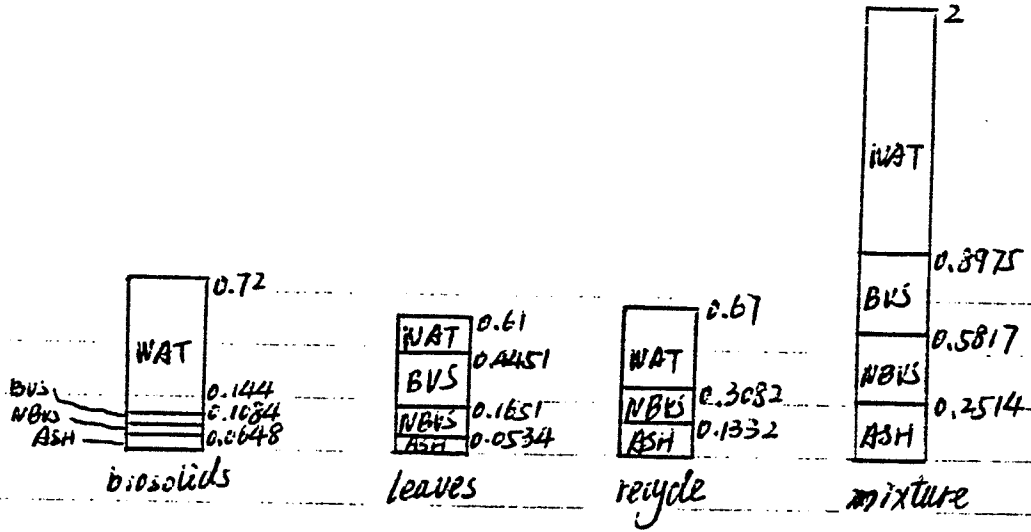 2
WAT
0.8975
BVS
0.5817
NBVS
0.2514
ASH
mixture
0.72
WAT
0.144
BVS
0.1084
NBVS
0.0648
ASH
biosolids
0.61
WAT
0.4451
BVS
0.1651
NBVS
0.0534
ASH
leaves
0.67
WAT
0.3082
NBVS
0.1332
ASH
recycle